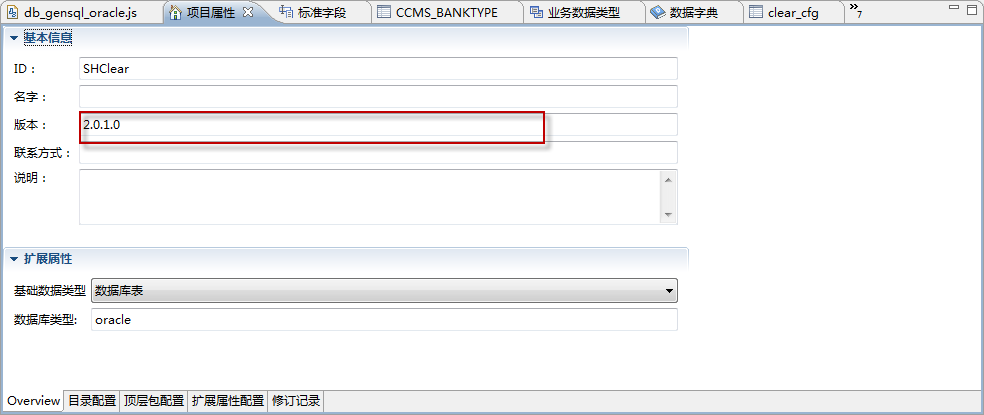 db_gensql_oracle.js 项目属性 标准字段 CCMS_BANKTYPE 业务数据类型 数据字典 clear_cfg »7
基本信息
ID： SHClear
名字：
版本： 2.0.1.0
联系方式：
说明：
扩展属性
基础数据类型 数据库表
数据库类型: oracle
Overview 目录配置 顶层包配置 扩展属性配置 修订记录